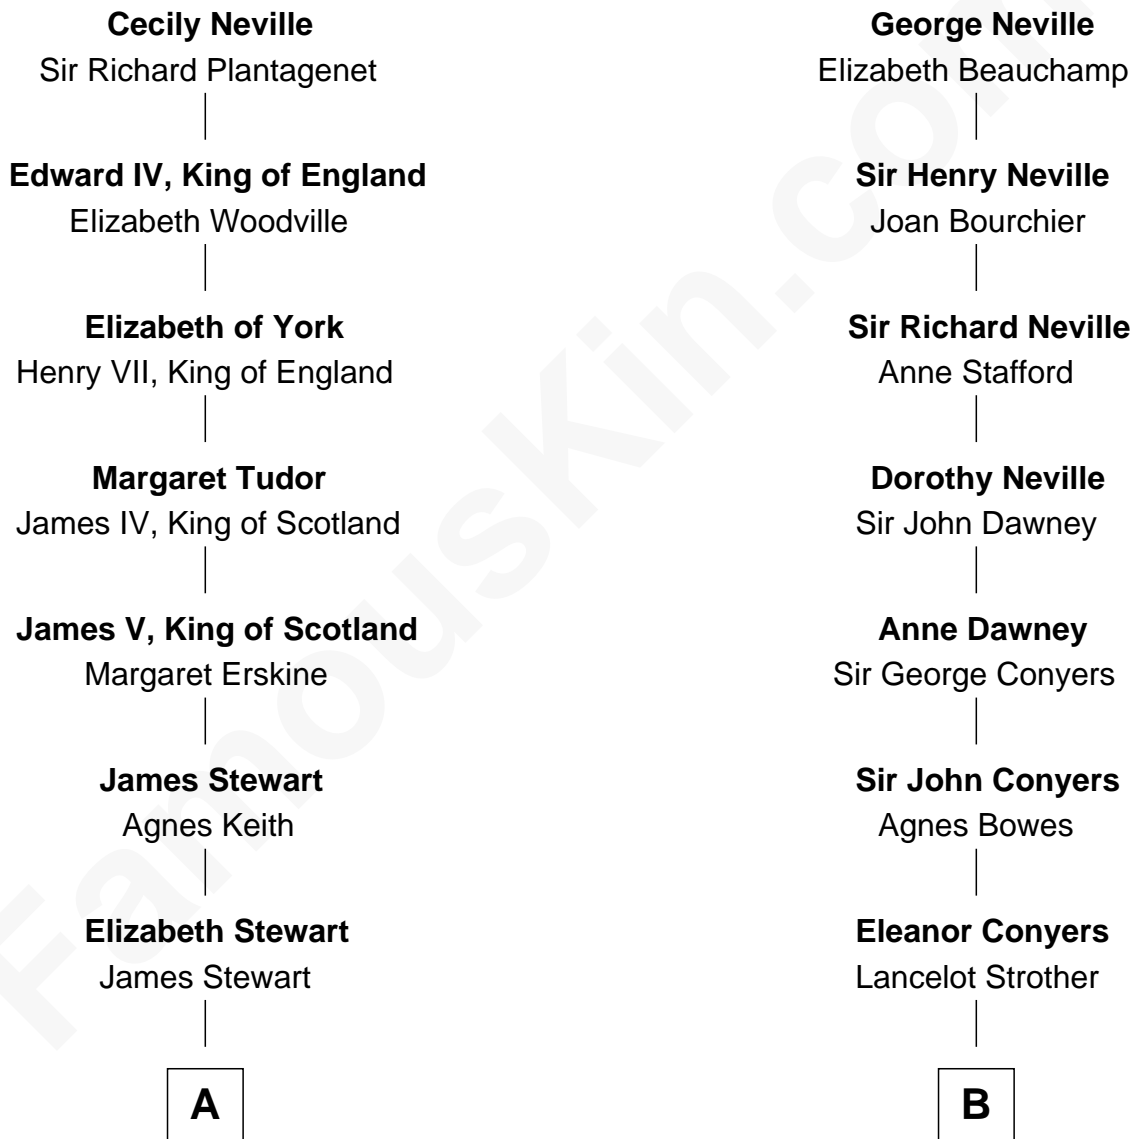 Cecily Neville
Sir Richard Plantagenet
Edward IV, King of England
Elizabeth Woodville
Elizabeth of York
Henry VII, King of England
Margaret Tudor
James IV, King of Scotland
James V, King of Scotland
Margaret Erskine
James Stewart
Agnes Keith
Elizabeth Stewart
James Stewart
A
George Neville
Elizabeth Beauchamp
Sir Henry Neville
Joan Bourchier
Sir Richard Neville
Anne Stafford
Dorothy Neville
Sir John Dawney
Anne Dawney
Sir George Conyers
Sir John Conyers
Agnes Bowes
Eleanor Conyers
Lancelot Strother
B
FamousKin.com